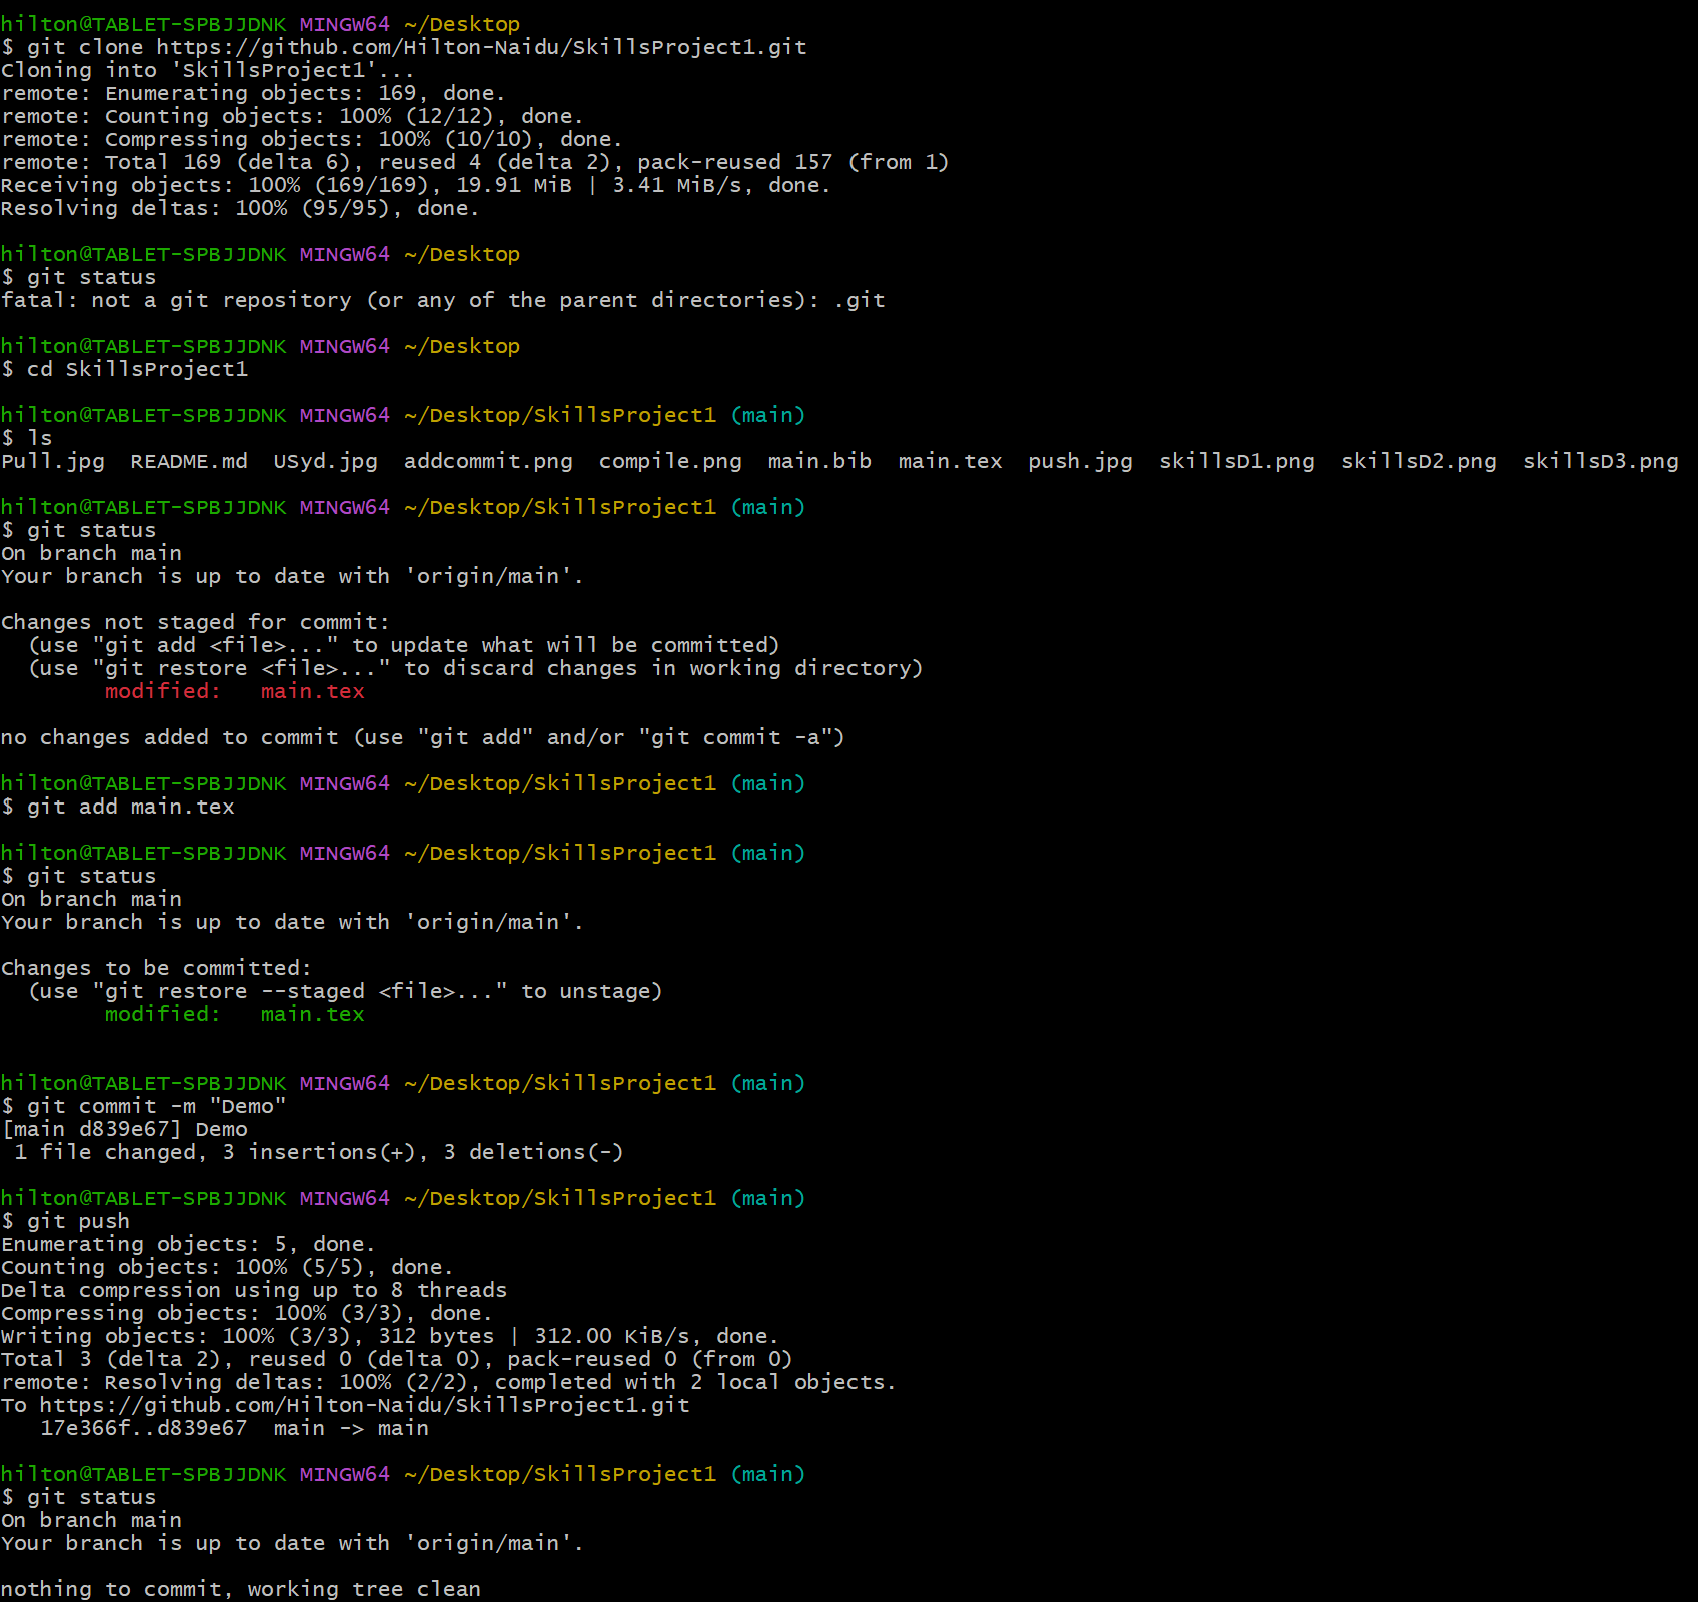 hilton@TABLET-SPBJJDNK MINGW64 ~/Desktop
$ git clone https://github.com/Hilton-Naidu/SkillsProject1.git
Cloning into 'SkillsProject1'...
remote: Enumerating objects: 169, done.
remote: Counting objects: 100% (12/12), done.
remote: Compressing objects: 100% (10/10), done.
remote: Total 169 (delta 6), reused 4 (delta 2), pack-reused 157 (from 1)
Receiving objects: 100% (169/169), 19.91 MiB | 3.41 MiB/s, done.
Resolving deltas: 100% (95/95), done.

hilton@TABLET-SPBJJDNK MINGW64 ~/Desktop
$ git status
fatal: not a git repository (or any of the parent directories): .git

hilton@TABLET-SPBJJDNK MINGW64 ~/Desktop
$ cd SkillsProject1

hilton@TABLET-SPBJJDNK MINGW64 ~/Desktop/SkillsProject1 (main)
$ ls
Pull.jpg  README.md  USyd.jpg  addcommit.png  compile.png  main.bib  main.tex  push.jpg  skillsD1.png  skillsD2.png  skillsD3.png

hilton@TABLET-SPBJJDNK MINGW64 ~/Desktop/SkillsProject1 (main)
$ git status
On branch main
Your branch is up to date with 'origin/main'.

Changes not staged for commit:
  (use "git add <file>..." to update what will be committed)
  (use "git restore <file>..." to discard changes in working directory)
        modified:   main.tex

no changes added to commit (use "git add" and/or "git commit -a")

hilton@TABLET-SPBJJDNK MINGW64 ~/Desktop/SkillsProject1 (main)
$ git add main.tex

hilton@TABLET-SPBJJDNK MINGW64 ~/Desktop/SkillsProject1 (main)
$ git status
On branch main
Your branch is up to date with 'origin/main'.

Changes to be committed:
  (use "git restore --staged <file>..." to unstage)
        modified:   main.tex


hilton@TABLET-SPBJJDNK MINGW64 ~/Desktop/SkillsProject1 (main)
$ git commit -m "Demo"
[main d839e67] Demo
 1 file changed, 3 insertions(+), 3 deletions(-)

hilton@TABLET-SPBJJDNK MINGW64 ~/Desktop/SkillsProject1 (main)
$ git push
Enumerating objects: 5, done.
Counting objects: 100% (5/5), done.
Delta compression using up to 8 threads
Compressing objects: 100% (3/3), done.
Writing objects: 100% (3/3), 312 bytes | 312.00 KiB/s, done.
Total 3 (delta 2), reused 0 (delta 0), pack-reused 0 (from 0)
remote: Resolving deltas: 100% (2/2), completed with 2 local objects.
To https://github.com/Hilton-Naidu/SkillsProject1.git
   17e366f..d839e67  main -> main

hilton@TABLET-SPBJJDNK MINGW64 ~/Desktop/SkillsProject1 (main)
$ git status
On branch main
Your branch is up to date with 'origin/main'.

nothing to commit, working tree clean